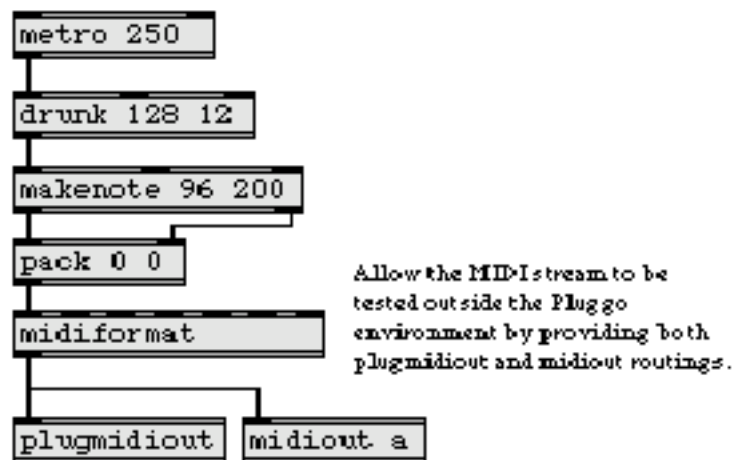 metro 250
drunk 128 12
makenote 96 200
pack 0 0
midiformat
Allow the MIDI stream to be
tested outside the Pluggo
environment by providing both
plugmidiout and midiout routings.
plugmidiout
midiout a